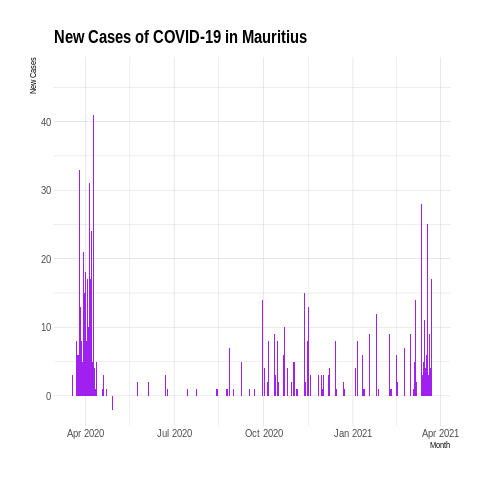 New Cases of COVID-19 in Mauritius
New Cases
40
30
20
10
0
Apr 2020 Jul 2020 Oct 2020 Jan 2021 Apr 2021
Month